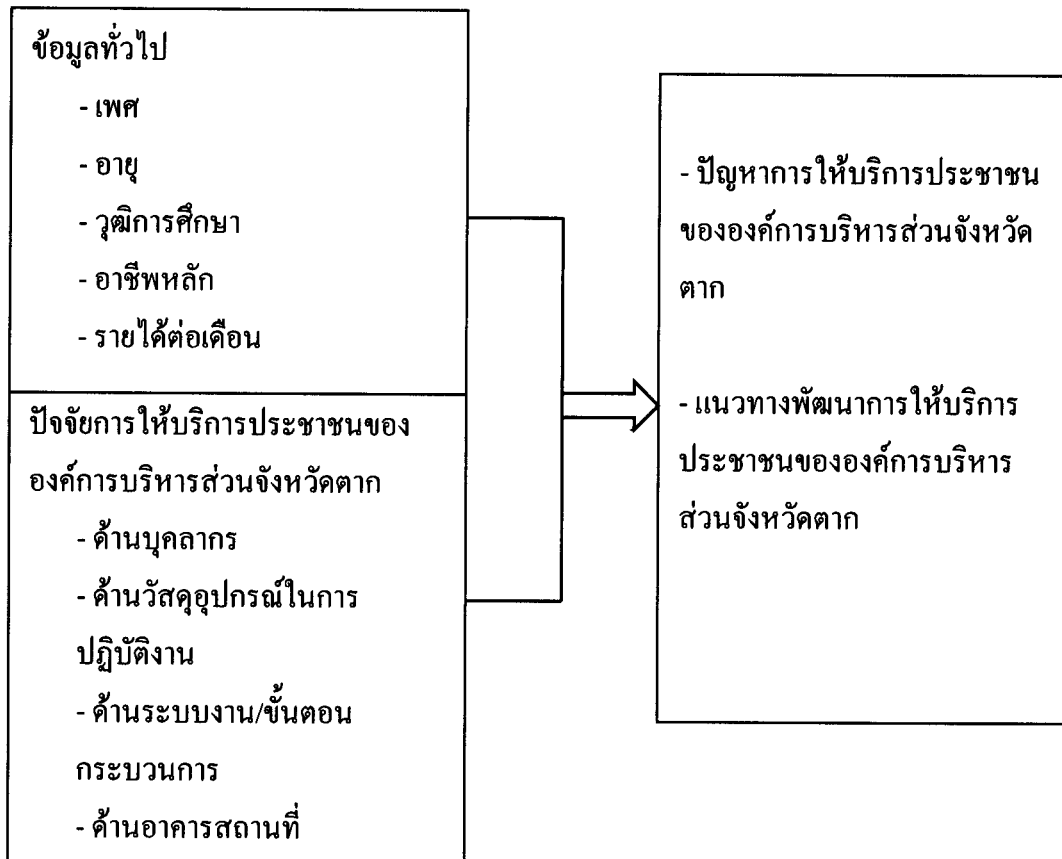 ข้อมูลทั่วไป
- เพศ
- อายุ
- วุฒิการศึกษา
- อาชีพหลัก
- รายได้ต่อเดือน
ปัจจัยการให้บริการประชาชนของ
องค์การบริหารส่วนจังหวัดตาก
- ด้านบุคลากร
- ด้านวัสดุอุปกรณ์ในการ
ปฏิบัติงาน
- ด้านระบบงาน/ขั้นตอน
กระบวนการ
- ด้านอาคารสถานที่
- ปัญหาการให้บริการประชาชน
ขององค์การบริหารส่วนจังหวัด
ตาก
- แนวทางพัฒนาการให้บริการ
ประชาชนขององค์การบริหาร
ส่วนจังหวัดตาก